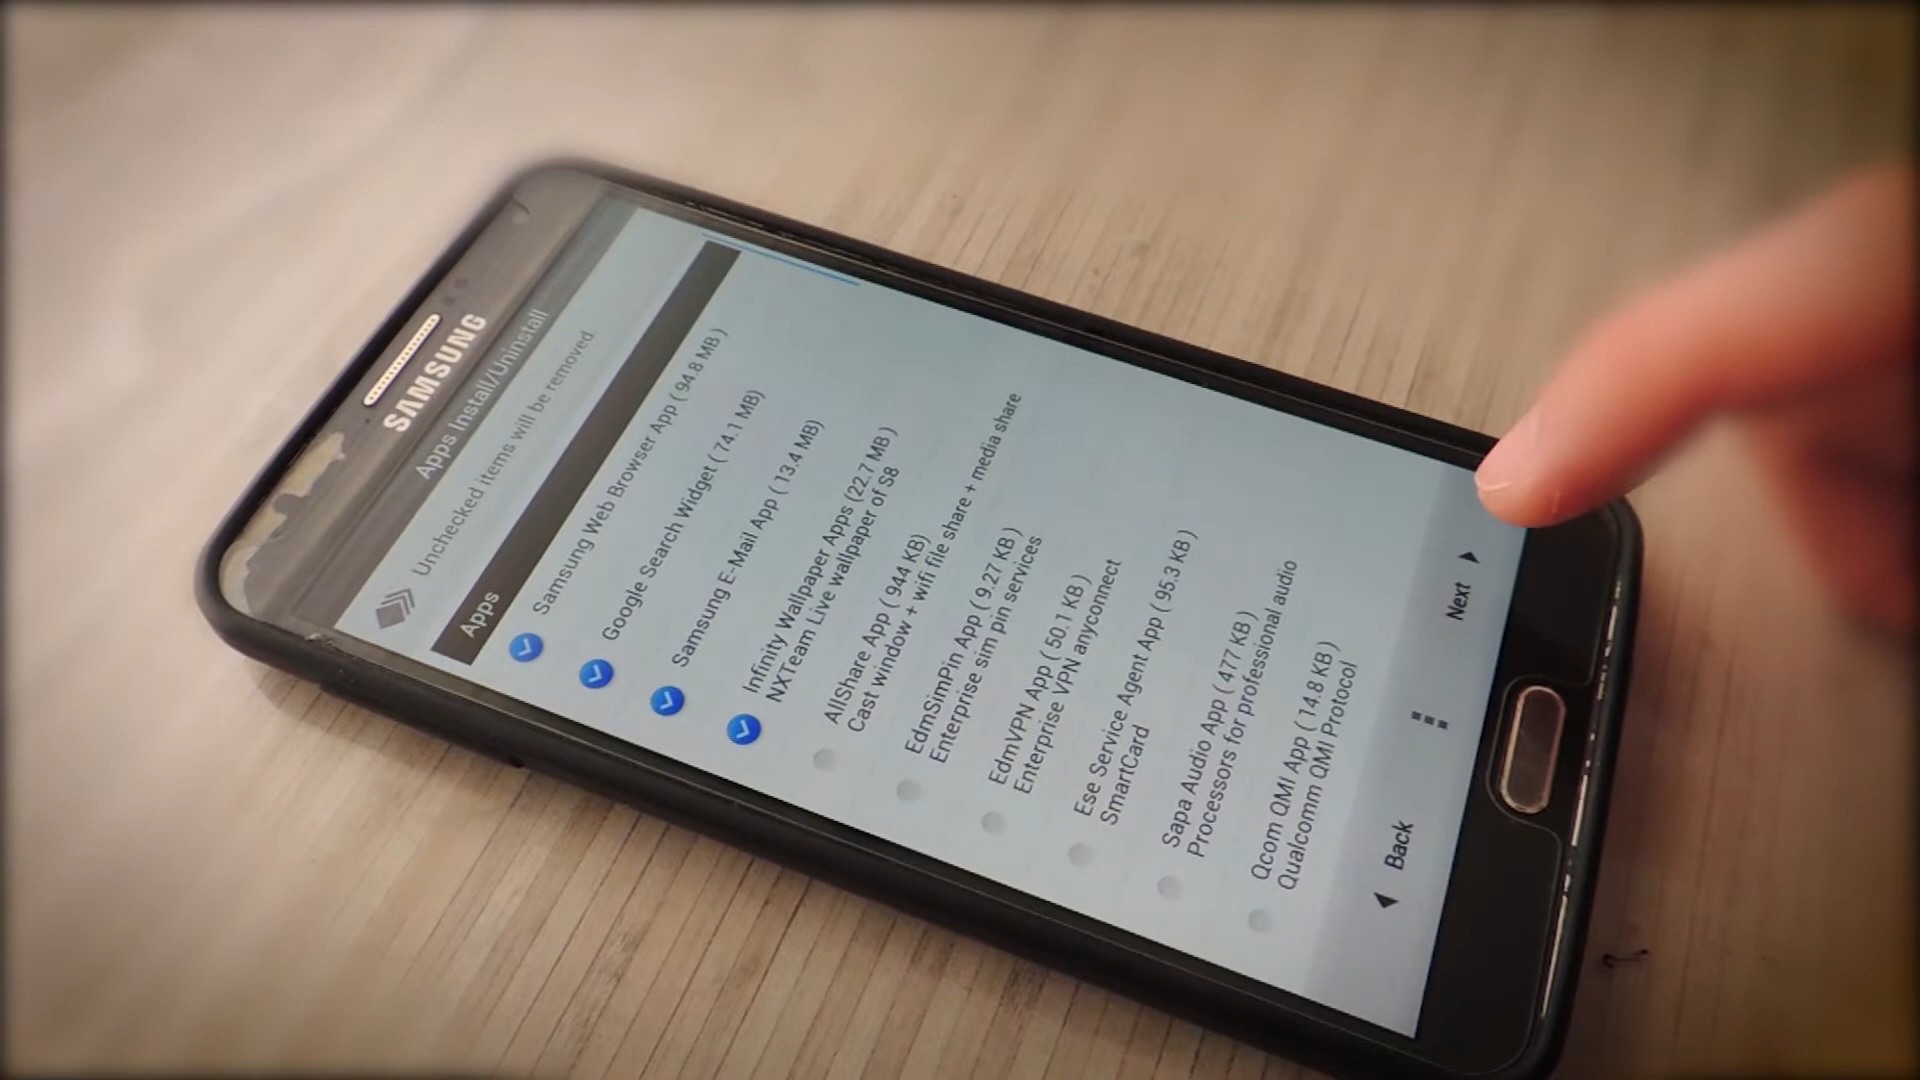 SAMSUNG
Apps Install/Uninstall
Unchecked items will be removed
Apps
Samsung Web Browser App ( 94.8 MB )
Google Search Widget ( 74.1 MB)
Samsung E-Mail App ( 13.4 MB)
Infinity Wallpaper Apps (22.7 MB )
NXTeam Live wallpaper of S8
AllShare App ( 944 KB)
Cast window + wifi file share + media share
EdmSimPin App ( 9,27 KB )
Enterprise sim pin services
EdmVPN App ( 50.1 KB )
Enterprise VPN anyconnect
Ese Service Agent App ( 95.3 KB )
SmartCard
Sapa Audio App ( 477 KB )
Processors for professional audio
Qcom QMI App ( 14.8 KB )
Qualcomm QMI Protocol
Back
Next